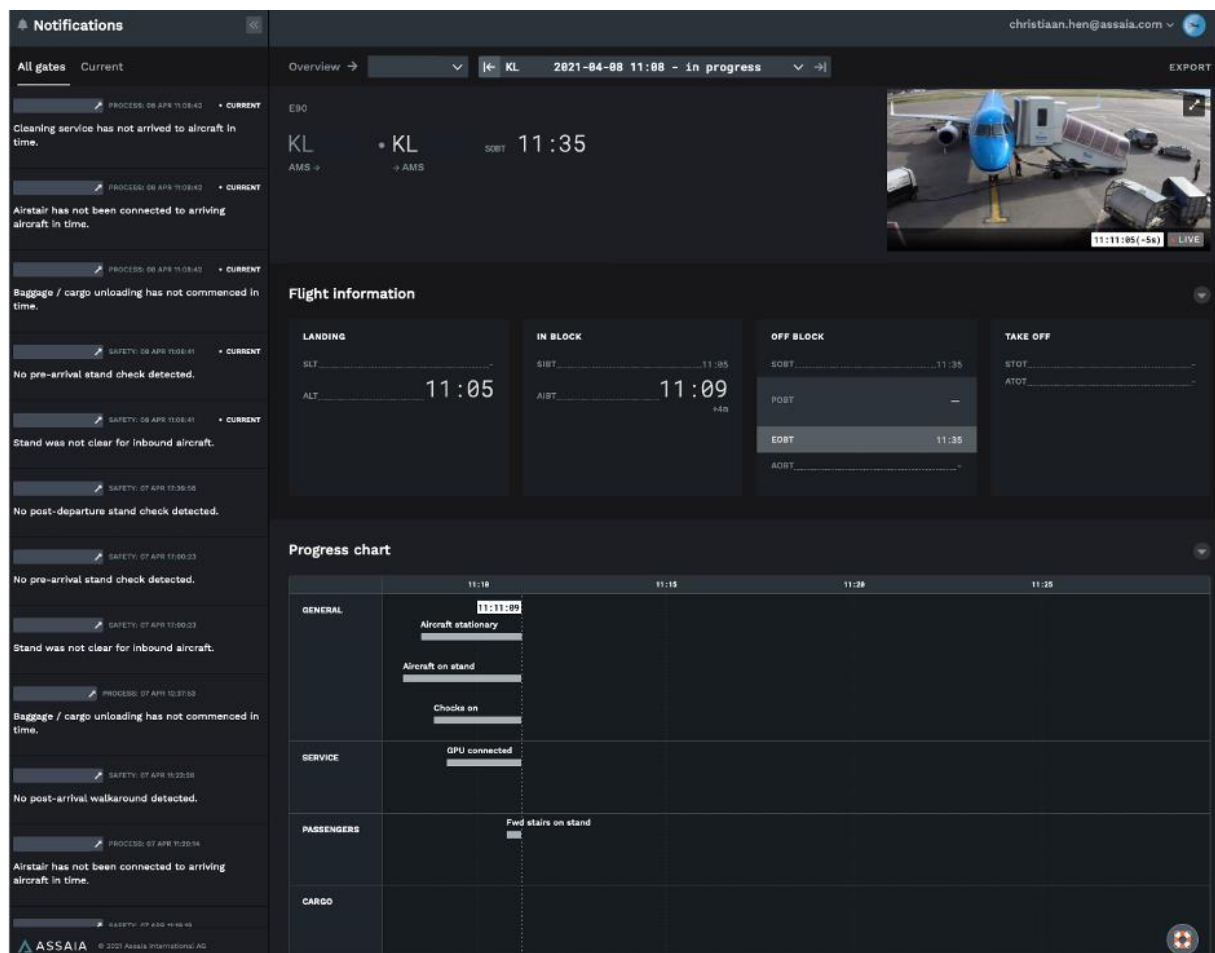 Notifications
christiaan.hen@assaia.com
All gates Current
Overview → KL 2021-04-08 11:08 - in progress
EXPORT
PROCESS: 08 APR 11:08:42 • CURRENT
Cleaning service has not arrived to aircraft in
time.
PROCESS: 08 APR 11:08:42 • CURRENT
Airstair has not been connected to arriving
aircraft in time.
PROCESS: 08 APR 11:08:42 • CURRENT
Baggage / cargo unloading has not commenced in
time.
SAFETY: 08 APR 11:08:41 • CURRENT
No pre-arrival stand check detected.
SAFETY: 08 APR 11:08:41 • CURRENT
Stand was not clear for inbound aircraft.
SAFETY: 07 APR
No post-departure stand check detected.
SAFETY: 07 APR 17:00:23
No pre-arrival stand check detected.
SAFETY: 07 APR 17:00:23
Stand was not clear for inbound aircraft.
PROCESS: 07 APR
Baggage / cargo unloading has not commenced in
time.
SAFETY: 07 APR
No post-arrival walkaround detected.
PROCESS: 07 APR 11:20:14
Airstair has not been connected to arriving
aircraft in time.
SAFETY: 07 APR
ASSAIA © 2021 Assaia International AG
E90
KL • KL SOBT 11:35
AMS → → AMS
11:11:05(-5s) LIVE
Flight information
LANDING
SLT -
ALT 11:05
IN BLOCK
SIBT 11:05
AIBT 11:09
+4m
OFF BLOCK
SOBT 11:35
POBT —
EOBT 11:35
AOBT -
TAKE OFF
STOT -
ATOT -
Progress chart
11:10 11:15 11:20 11:25
GENERAL
11:11:09
Aircraft stationary
Aircraft on stand
Chocks on
SERVICE
GPU connected
PASSENGERS
Fwd stairs on stand
CARGO